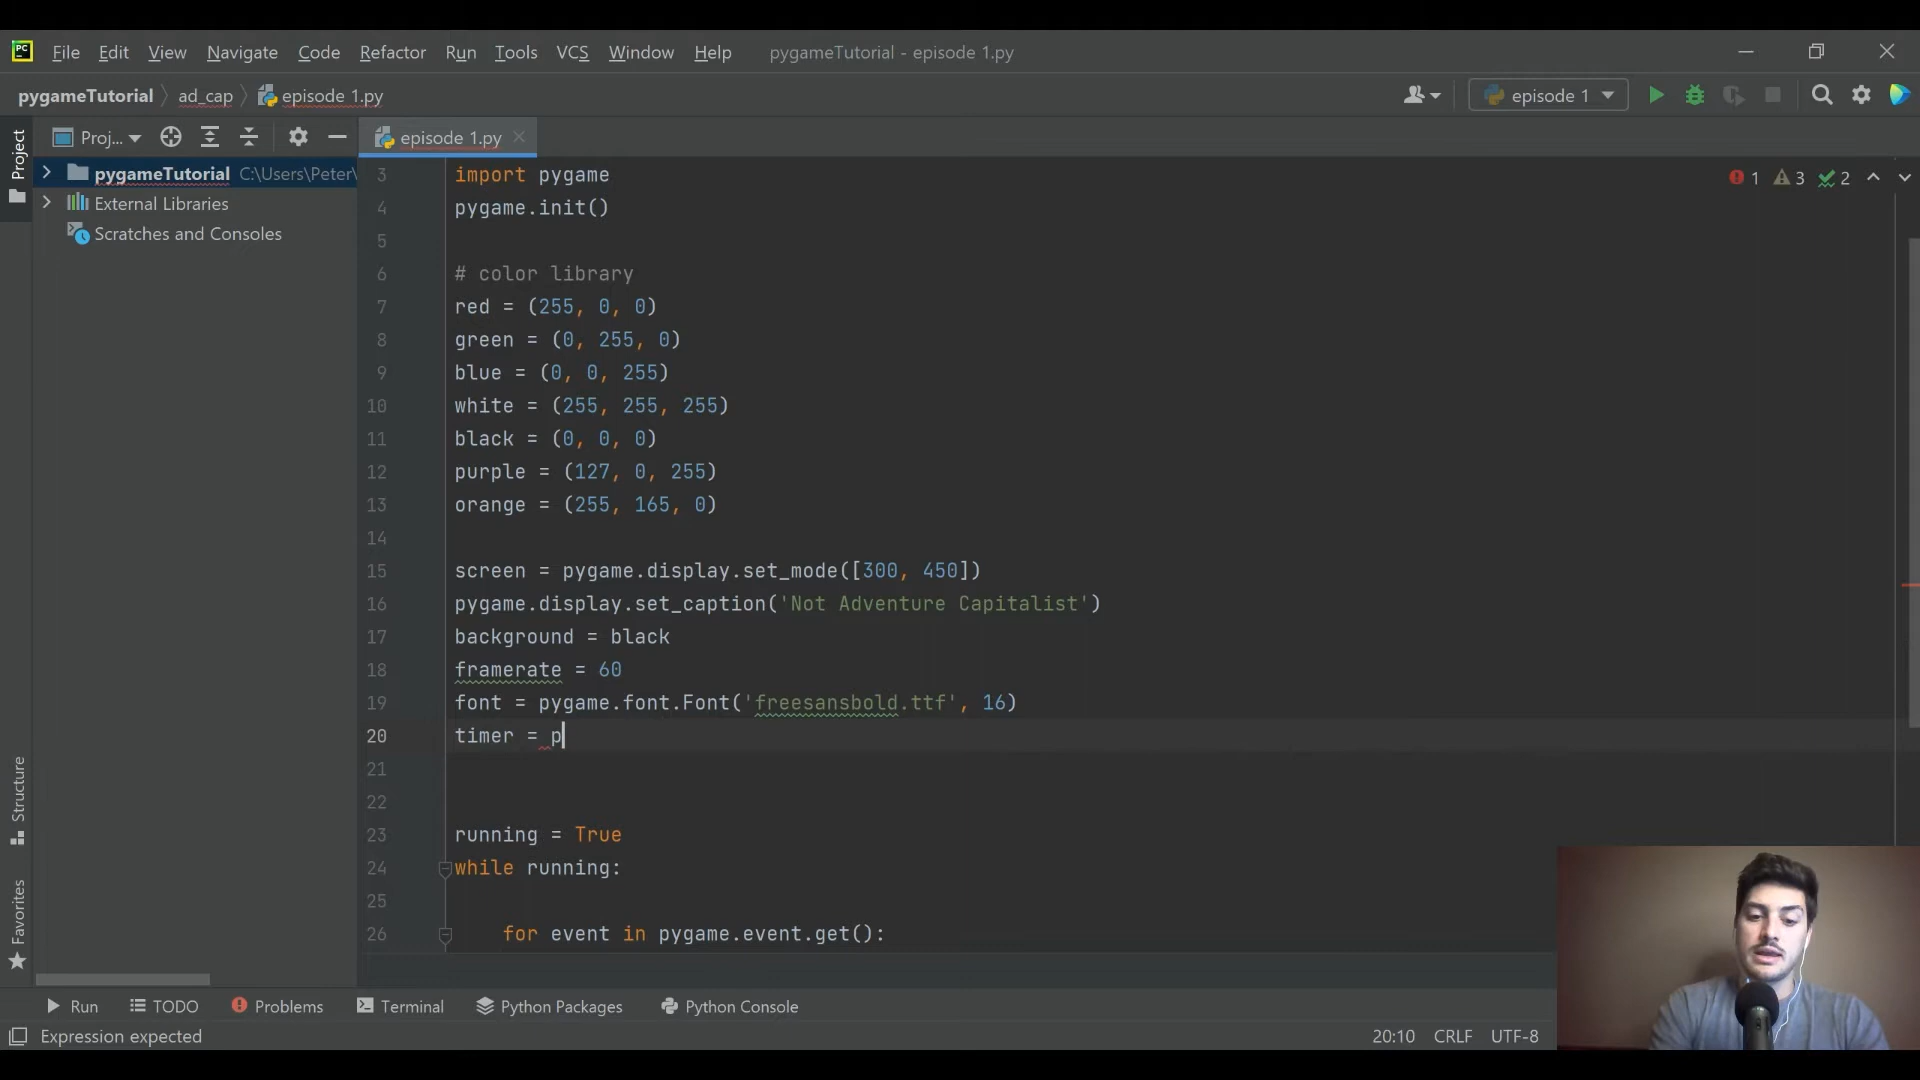 PC File Edit View Navigate Code Refactor Run Tools VCS Window Help pygameTutorial - episode 1.py
pygameTutorial ad_cap episode 1.py episode 1
Project
Proj... episode 1.py
pygameTutorial C:\Users\Peter\
External Libraries
Scratches and Consoles
1 3 2
3 import pygame
4 pygame.init()
5
6 # color library
7 red = (255, 0, 0)
8 green = (0, 255, 0)
9 blue = (0, 0, 255)
10 white = (255, 255, 255)
11 black = (0, 0, 0)
12 purple = (127, 0, 255)
13 orange = (255, 165, 0)
14
15 screen = pygame.display.set_mode([300, 450])
16 pygame.display.set_caption('Not Adventure Capitalist')
17 background = black
18 framerate = 60
19 font = pygame.font.Font('freesansbold.ttf', 16)
20 timer = p
21
22
23 running = True
24 while running:
25
26 for event in pygame.event.get():
Structure
Favorites
Run TODO Problems Terminal Python Packages Python Console
Expression expected 20:10 CRLF UTF-8